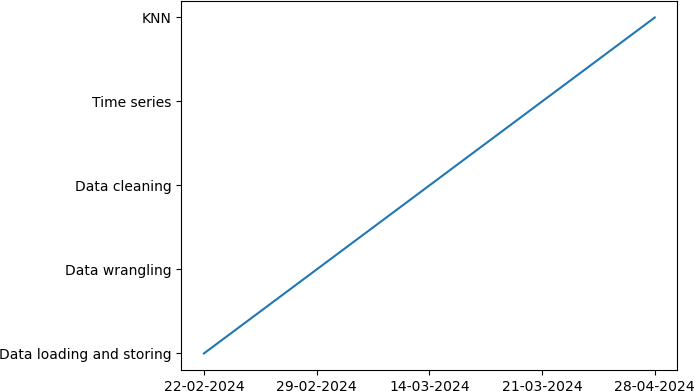 KNN
Time series
Data cleaning
Data wrangling
Data loading and storing
22-02-2024 29-02-2024 14-03-2024 21-03-2024 28-04-2024